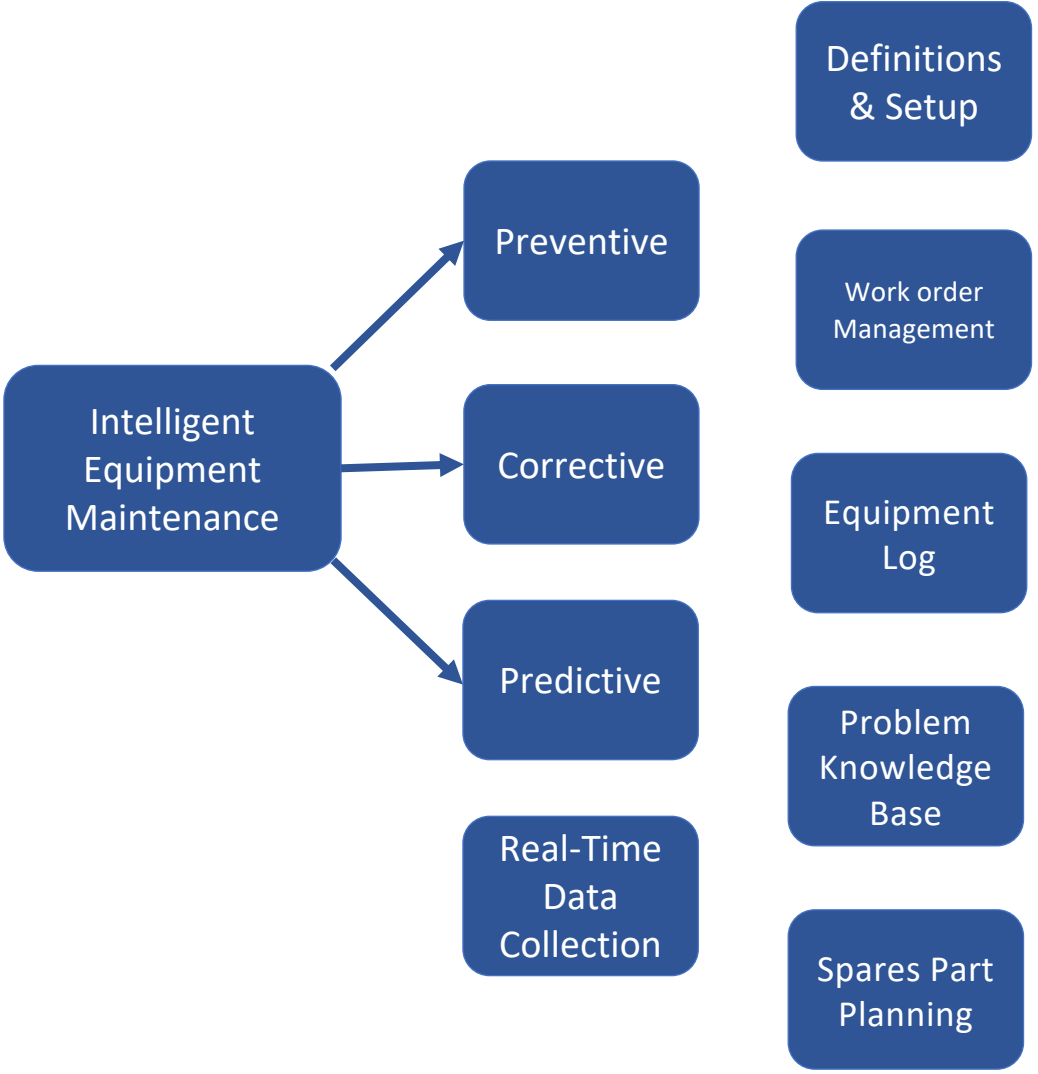 Intelligent
Equipment
Maintenance
Preventive
Corrective
Predictive
Real-Time
Data
Collection
Definitions
& Setup
Work order
Management
Equipment
Log
Problem
Knowledge
Base
Spares Part
Planning